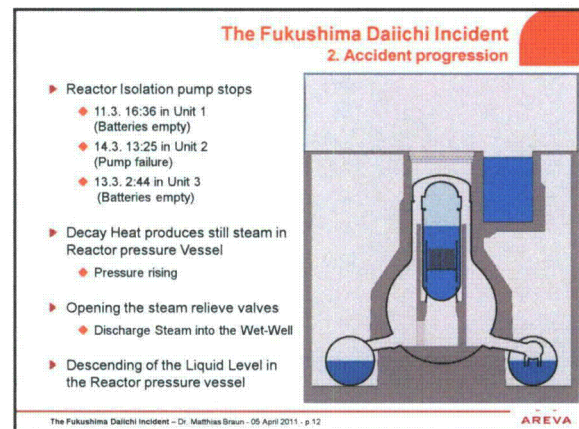 The Fukushima Daiichi Incident
2. Accident progression
Reactor Isolation pump stops
11.3. 16:36 in Unit 1
(Batteries empty)
14.3. 13:25 in Unit 2
(Pump failure)
13.3. 2:44 in Unit 3
(Batteries empty)
Decay Heat produces still steam in
Reactor pressure Vessel
Pressure rising
Opening the steam relieve valves
Discharge Steam into the Wet-Well
Descending of the Liquid Level in
the Reactor pressure vessel
The Fukushima Daiichi Incident – Dr. Matthias Braun - 05 April 2011 - p.12
AREVA